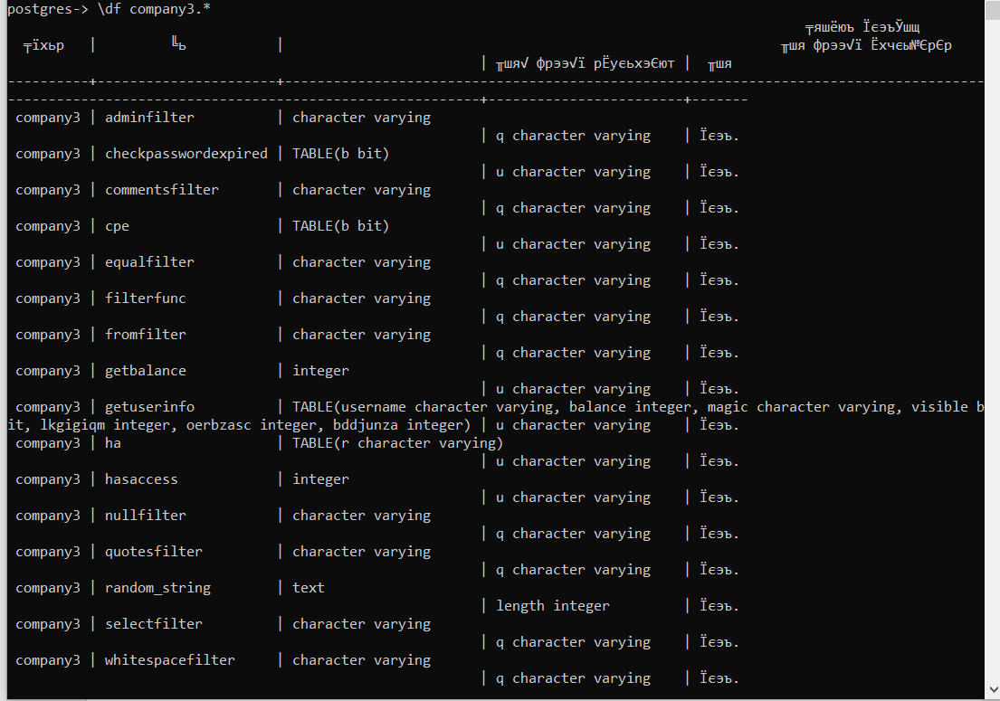 postgres-> \df company3.*
╤яшёюъ ЇєэъЎшщ
╤їхьр | ╚ь | ╥шя фрээ√ї Ёхчєы№ЄрЄр
| ╥шя√ фрээ√ї рЁуєьхэЄют | ╥шя
----------+----------------------+--------------------------------------------------------------------------------------
----------------------------------------------------------+------------------------+-------
company3 | adminfilter | character varying
| q character varying | Їєэъ.
company3 | checkpasswordexpired | TABLE(b bit)
| u character varying | Їєэъ.
company3 | commentsfilter | character varying
| q character varying | Їєэъ.
company3 | cpe | TABLE(b bit)
| u character varying | Їєэъ.
company3 | equalfilter | character varying
| q character varying | Їєэъ.
company3 | filterfunc | character varying
| q character varying | Їєэъ.
company3 | fromfilter | character varying
| q character varying | Їєэъ.
company3 | getbalance | integer
| u character varying | Їєэъ.
company3 | getuserinfo | TABLE(username character varying, balance integer, magic character varying, visible b
it, lkgigiqm integer, oerbzasc integer, bddjunza integer) | u character varying | Їєэъ.
company3 | ha | TABLE(r character varying)
| u character varying | Їєэъ.
company3 | hasaccess | integer
| u character varying | Їєэъ.
company3 | nullfilter | character varying
| q character varying | Їєэъ.
company3 | quotesfilter | character varying
| q character varying | Їєэъ.
company3 | random_string | text
| length integer | Їєэъ.
company3 | selectfilter | character varying
| q character varying | Їєэъ.
company3 | whitespacefilter | character varying
| q character varying | Їєэъ.